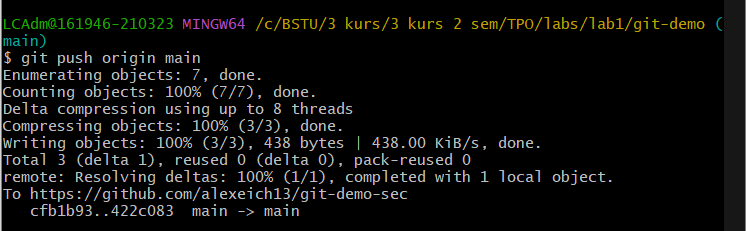 LCAdm@161946-210323 MINGW64 /c/BSTU/3 kurs/3 kurs 2 sem/TPO/labs/lab1/git-demo (
main)
$ git push origin main
Enumerating objects: 7, done.
Counting objects: 100% (7/7), done.
Delta compression using up to 8 threads
Compressing objects: 100% (3/3), done.
Writing objects: 100% (3/3), 438 bytes | 438.00 KiB/s, done.
Total 3 (delta 1), reused 0 (delta 0), pack-reused 0
remote: Resolving deltas: 100% (1/1), completed with 1 local object.
To https://github.com/alexeich13/git-demo-sec
   cfb1b93..422c083  main -> main